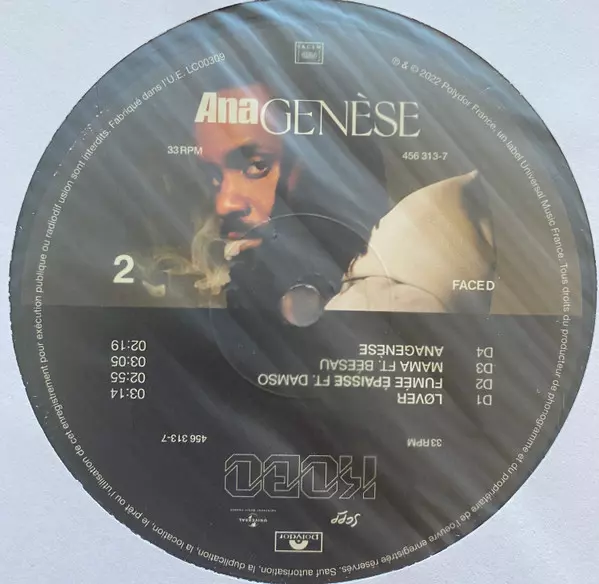 SACEM
AnaGENÈSE
33 RPM
456 313-7
2
FACE D
D1 LØVER 03:14
D2 FUMÉE ÉPAISSE FT. DAMSO 02:55
D3 MAMA FT. BEESAU 03:05
D4 ANAGENÈSE 02:19
33 RPM
456 313-7
KOBO
UNIVERSAL
Polydor
℗ & © 2022 Polydor France, un label Universal Music France. Tous droits du producteur de phonogramme et du propriétaire de l'oeuvre enregistrée réservés. Sauf autorisation, la duplication, la location, le prêt ou l'utilisation de cet enregistrement pour exécution publique ou radiodiffusion sont interdits. Fabriqué dans l'U.E. LC00309